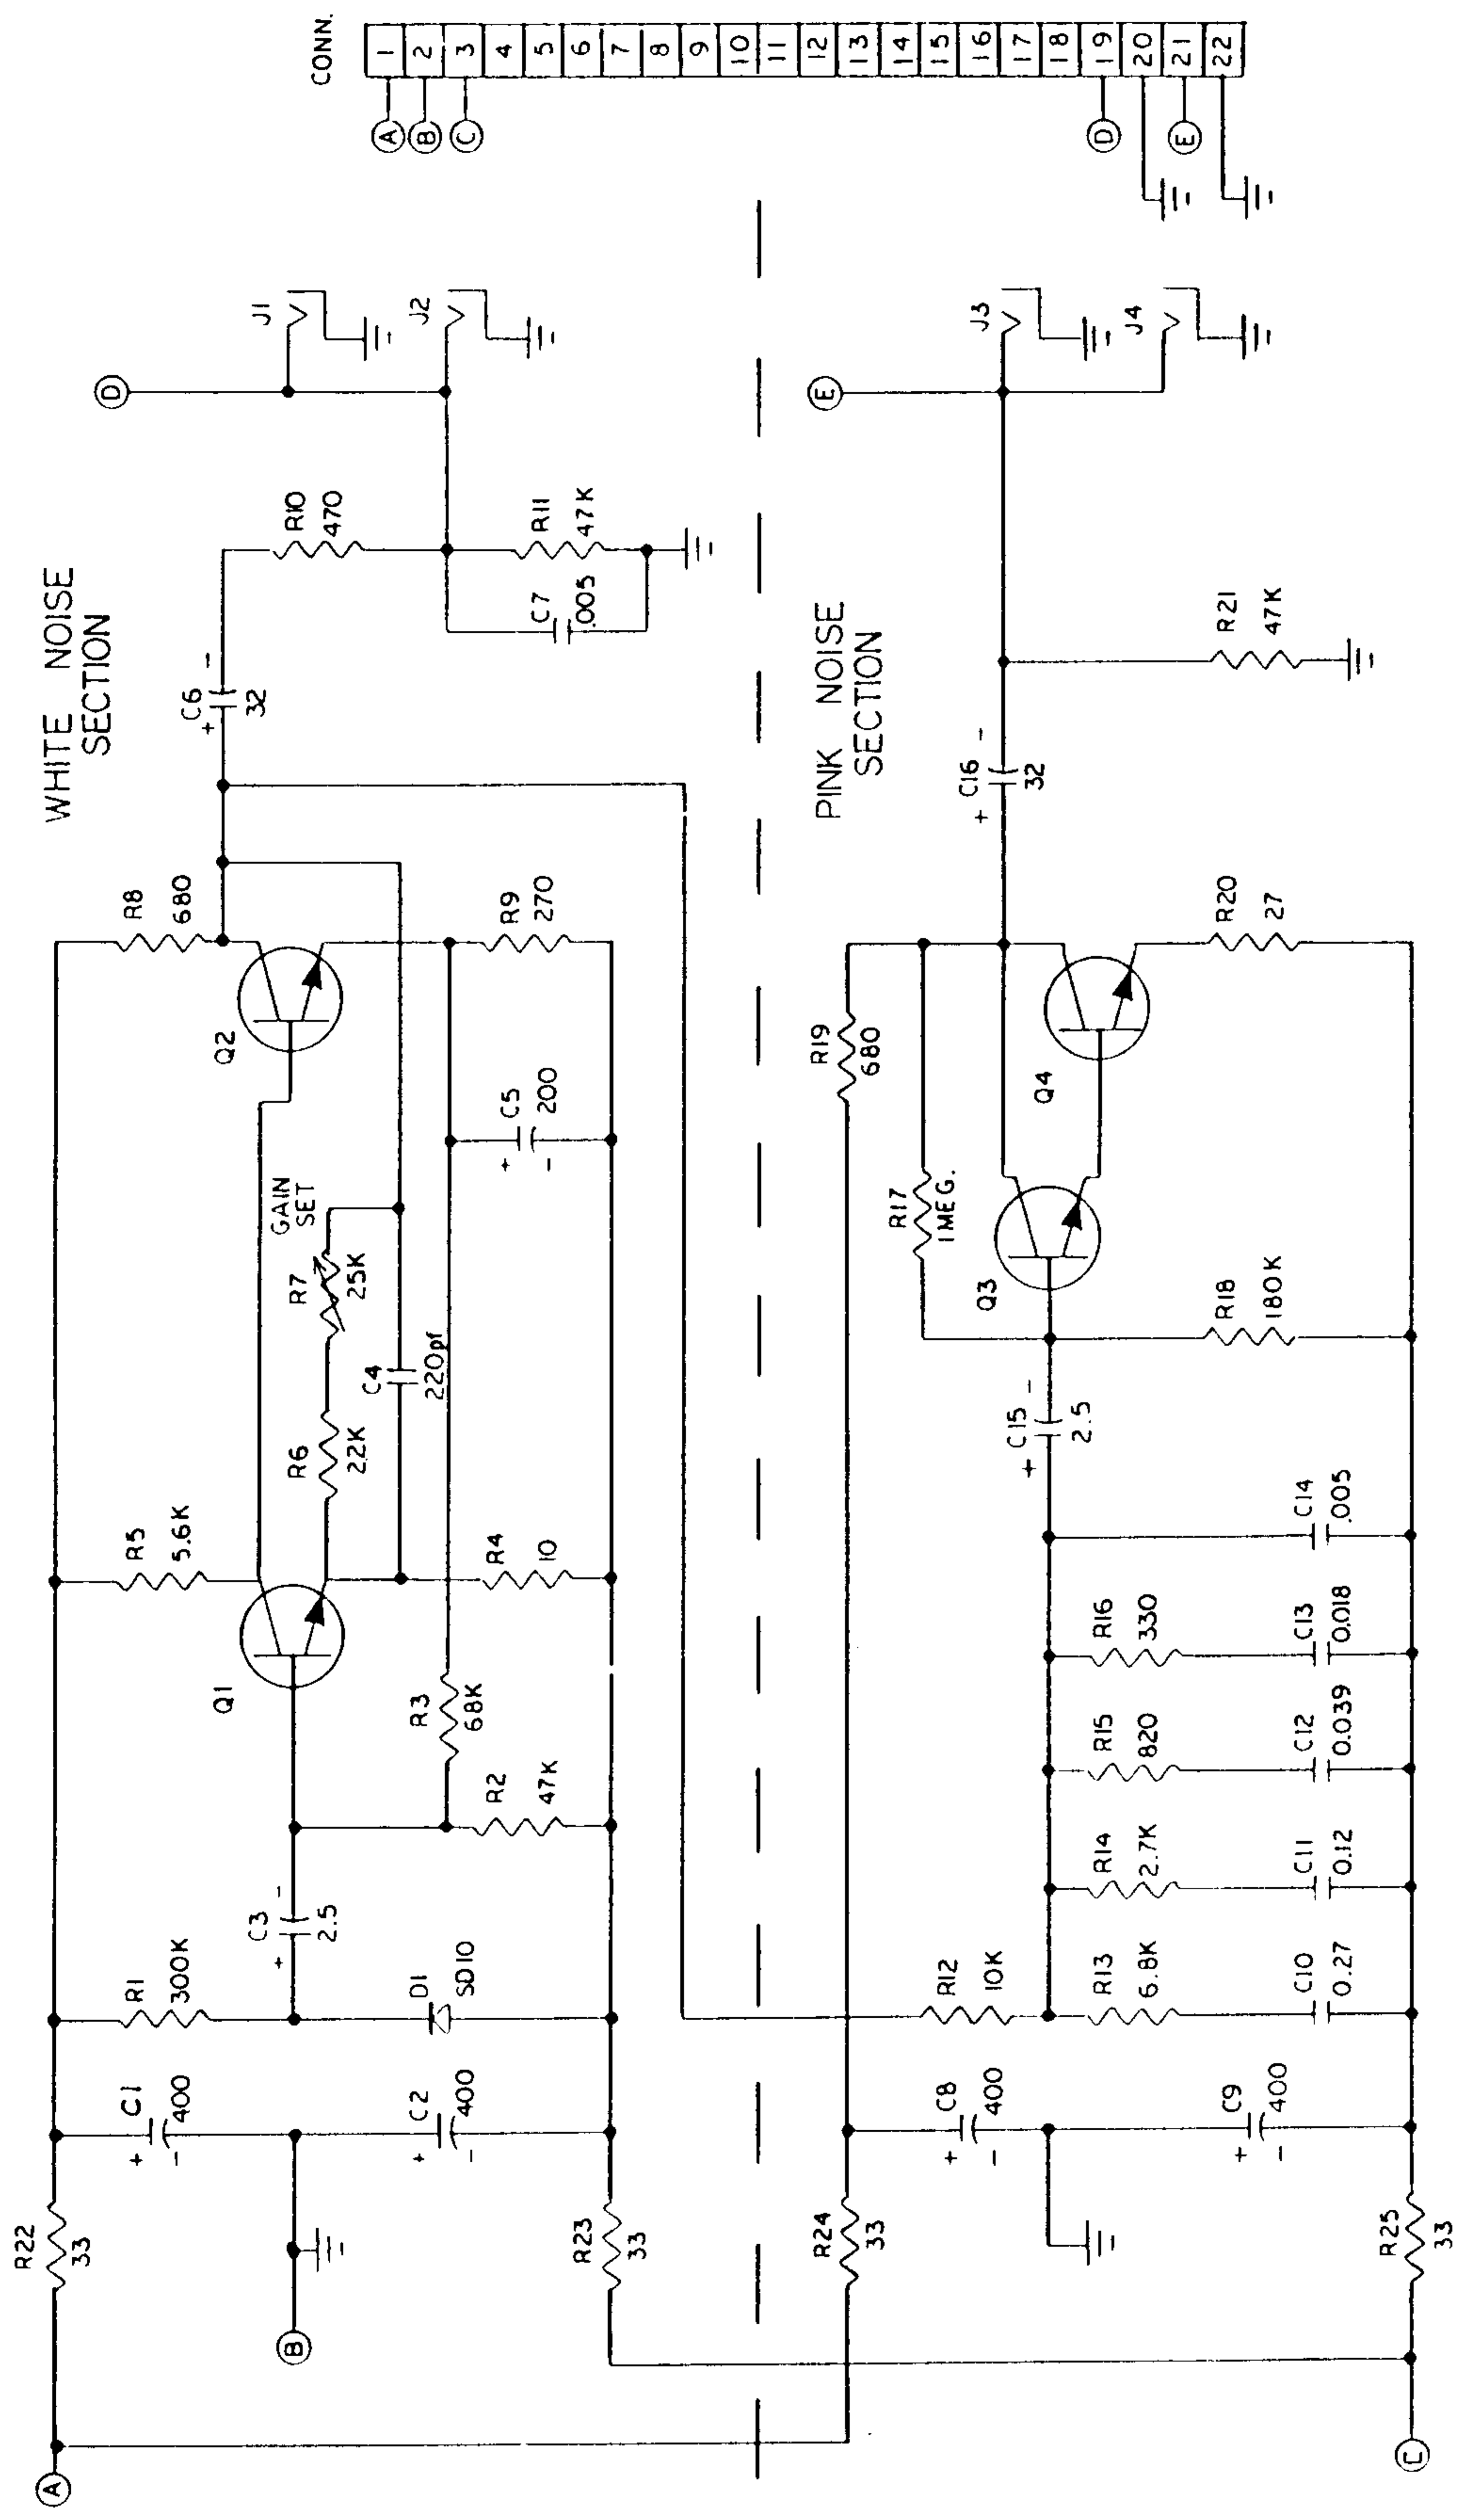 WHITE NOISE
SECTION
A
R22
33
C1
+
400
-
R1
300K
R5
5.6K
R8
680
D
B
C3
+
-
2.5
Q1
Q2
C6
+
-
32
R10
470
J1
GAIN
SET
R7
25K
R6
22K
C4
220pf
J2
C2
+
400
-
D1
SD10
R3
68K
R2
47K
R4
10
C5
+
200
-
R9
270
C7
.005
R11
47K
R23
33
PINK NOISE
SECTION
R24
33
R19
680
E
R17
1 MEG.
C8
+
400
-
R12
10K
Q3
Q4
C16
+
-
32
J3
C15
+
-
2.5
R13
6.8K
R14
2.7K
R15
820
R16
330
J4
C9
+
400
-
C10
0.27
C11
0.12
C12
0.039
C13
0.018
C14
.005
R18
180K
R20
27
R21
47K
R25
33
C
CONN.
A 1
B 2
C 3
4
5
6
7
8
9
10
11
12
13
14
15
16
17
18
D 19
20
E 21
22